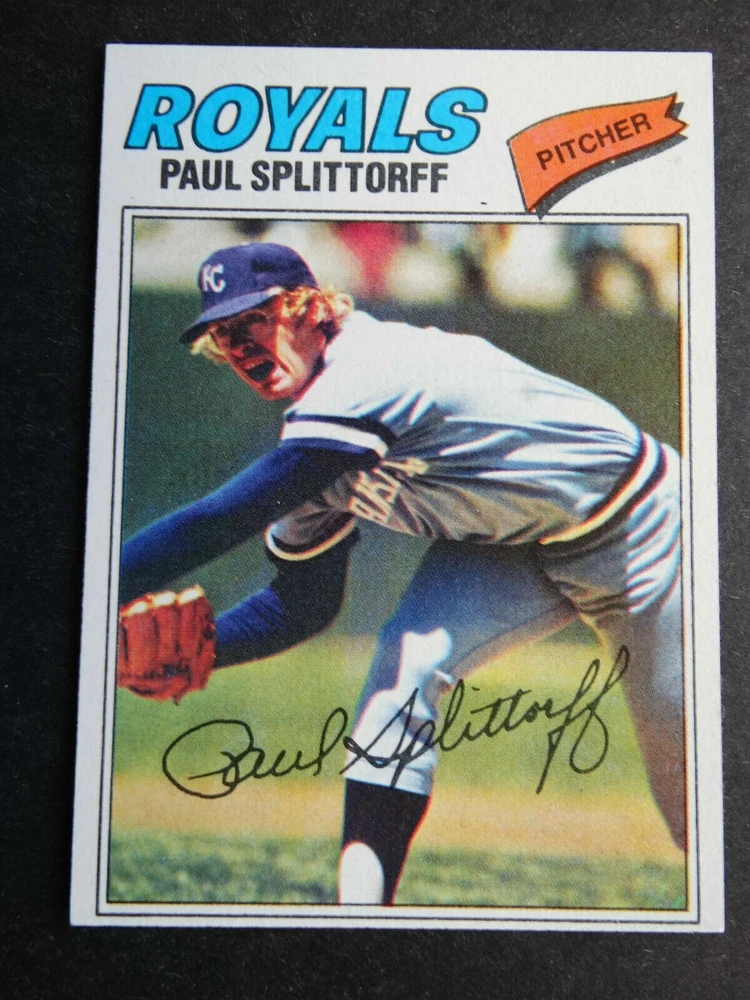 ROYALS
PITCHER
PAUL SPLITTORFF
KC
Paul Splittorff